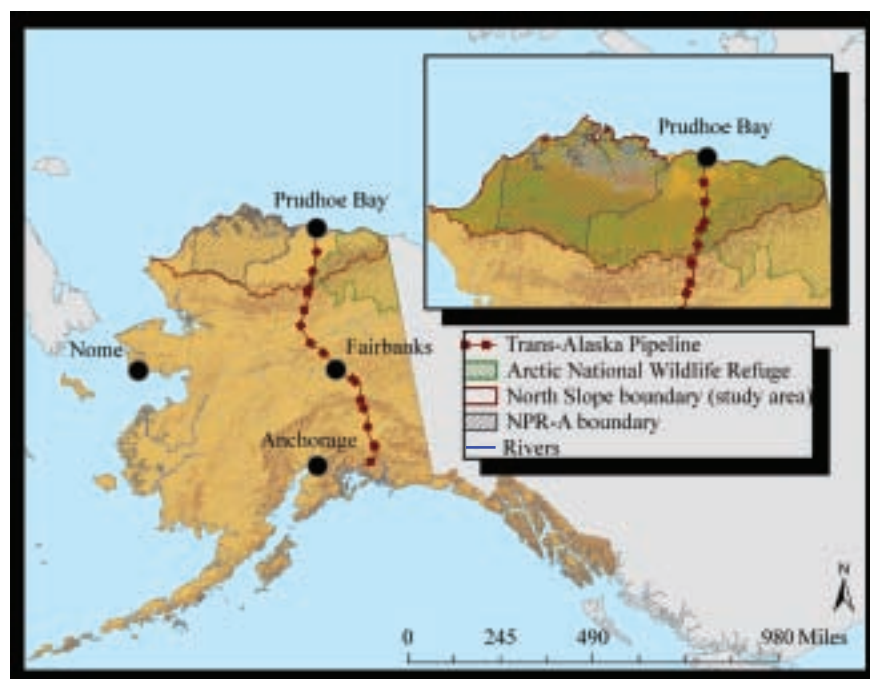 Prudhoe Bay
Prudhoe Bay
Nome
Fairbanks
Anchorage
Trans-Alaska Pipeline
Arctic National Wildlife Refuge
North Slope boundary (study area)
NPR-A boundary
Rivers
N
0 245 490 980 Miles